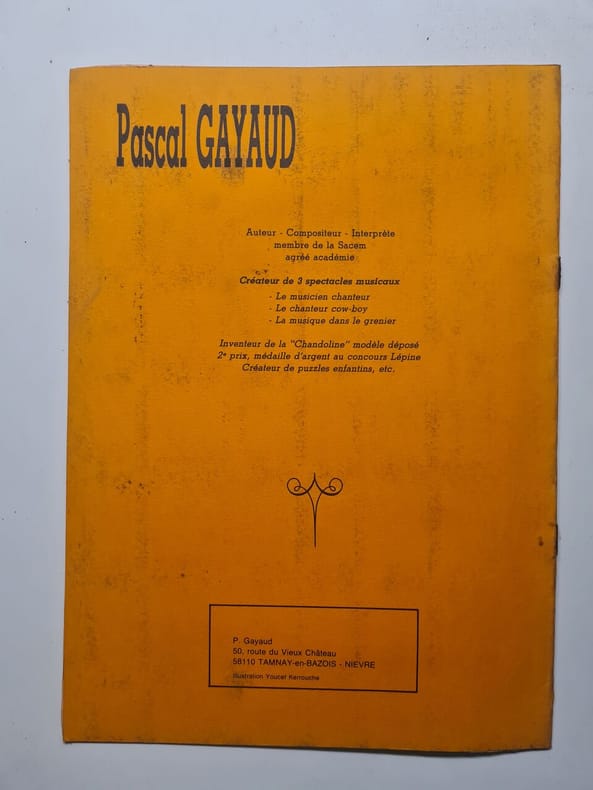 Pascal GAYAUD
Auteur - Compositeur - Interprète
membre de la Sacem
agréé académie
Créateur de 3 spectacles musicaux
- Le musicien chanteur
- Le chanteur cow-boy
- La musique dans le grenier
Inventeur de la "Chandoline" modèle déposé
2e prix, médaille d'argent au concours Lépine
Créateur de puzzles enfantins, etc.
P. Gayaud
50, route du Vieux Château
58110 TAMNAY-en-BAZOIS - NIEVRE
Illustration Youcef Kerrouche